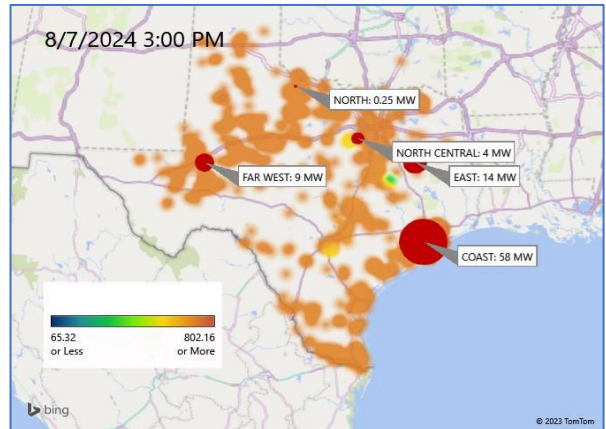 8/7/2024 3:00 PM
NORTH: 0.25 MW
NORTH CENTRAL: 4 MW
FAR WEST: 9 MW
EAST: 14 MW
COAST: 58 MW
65.32 802.16
or Less or More
bing
© 2023 TomTom